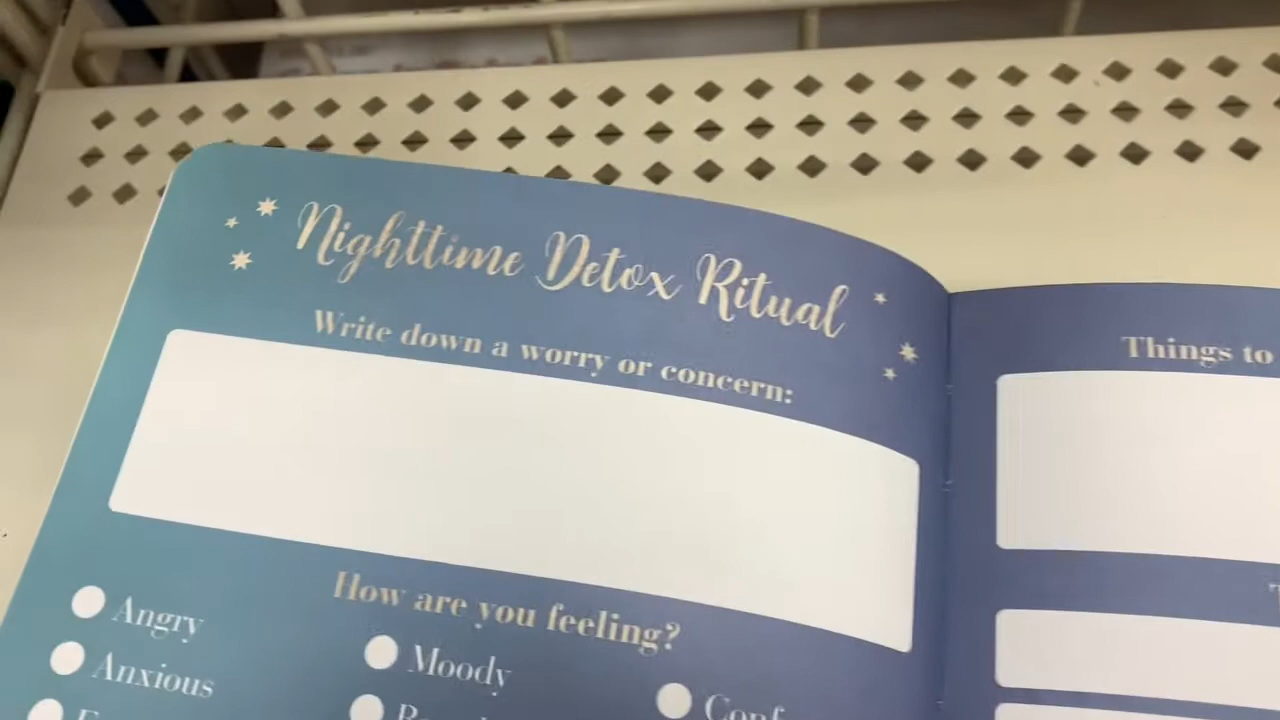 Nighttime Detox Ritual
Write down a worry or concern:
How are you feeling?
Angry
Moody
Anxious
Things to